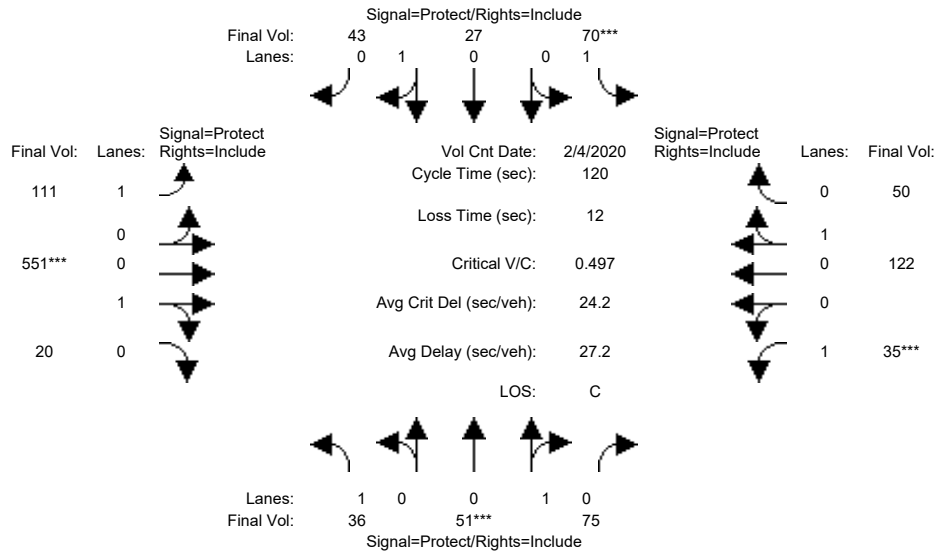 Signal=Protect/Rights=Include
Final Vol: 43 27 70***
Lanes: 0 1 0 0 1
Signal=Protect
Final Vol: Lanes: Rights=Include
Vol Cnt Date: 2/4/2020
Signal=Protect
Rights=Include Lanes: Final Vol:
Cycle Time (sec): 120
111 1
0 50
Loss Time (sec): 12
0
1
551*** 0
Critical V/C: 0.497
0 122
1
Avg Crit Del (sec/veh): 24.2
0
20 0
Avg Delay (sec/veh): 27.2
1 35***
LOS: C
Lanes: 1 0 0 1 0
Final Vol: 36 51*** 75
Signal=Protect/Rights=Include